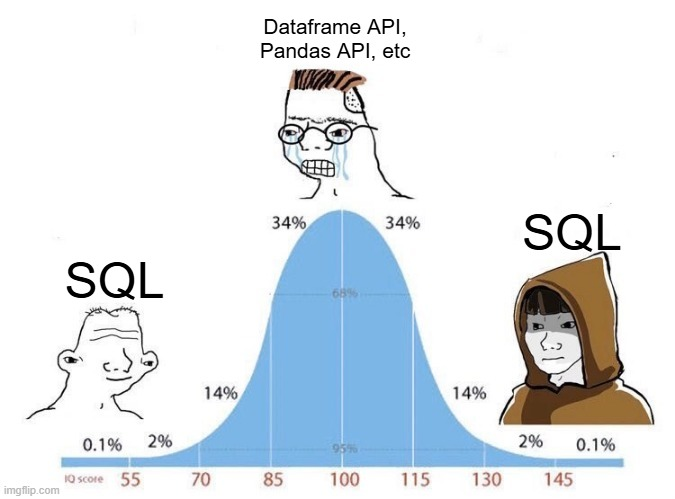 Dataframe API,
Pandas API, etc
SQL
SQL
34%
34%
68%
14%
14%
0.1%
2%
95%
2%
0.1%
IQ score
55
70
85
100
115
130
145
imgflip.com